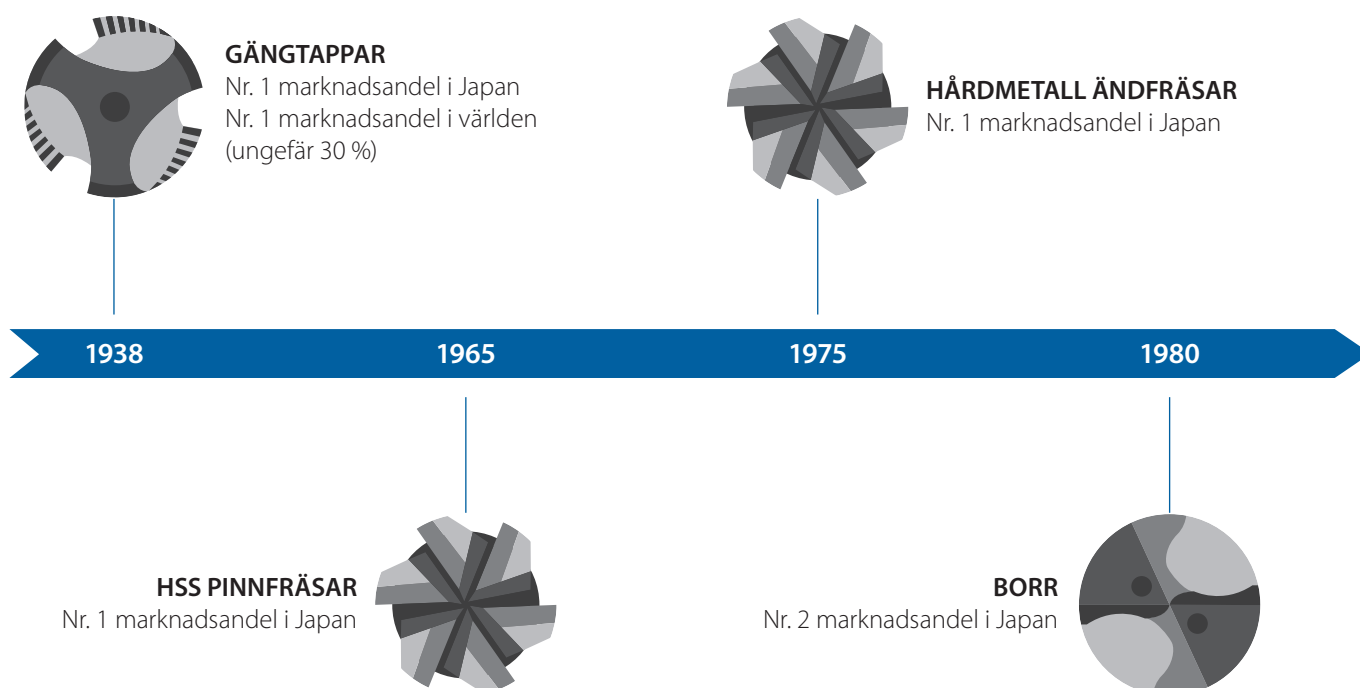 GÄNGTAPPAR
Nr. 1 marknadsandel i Japan
Nr. 1 marknadsandel i världen
(ungefär 30 %)
HÅRDMETALL ÄNDFRÄSAR
Nr. 1 marknadsandel i Japan
1938
1965
1975
1980
HSS PINNFRÄSAR
Nr. 1 marknadsandel i Japan
BORR
Nr. 2 marknadsandel i Japan